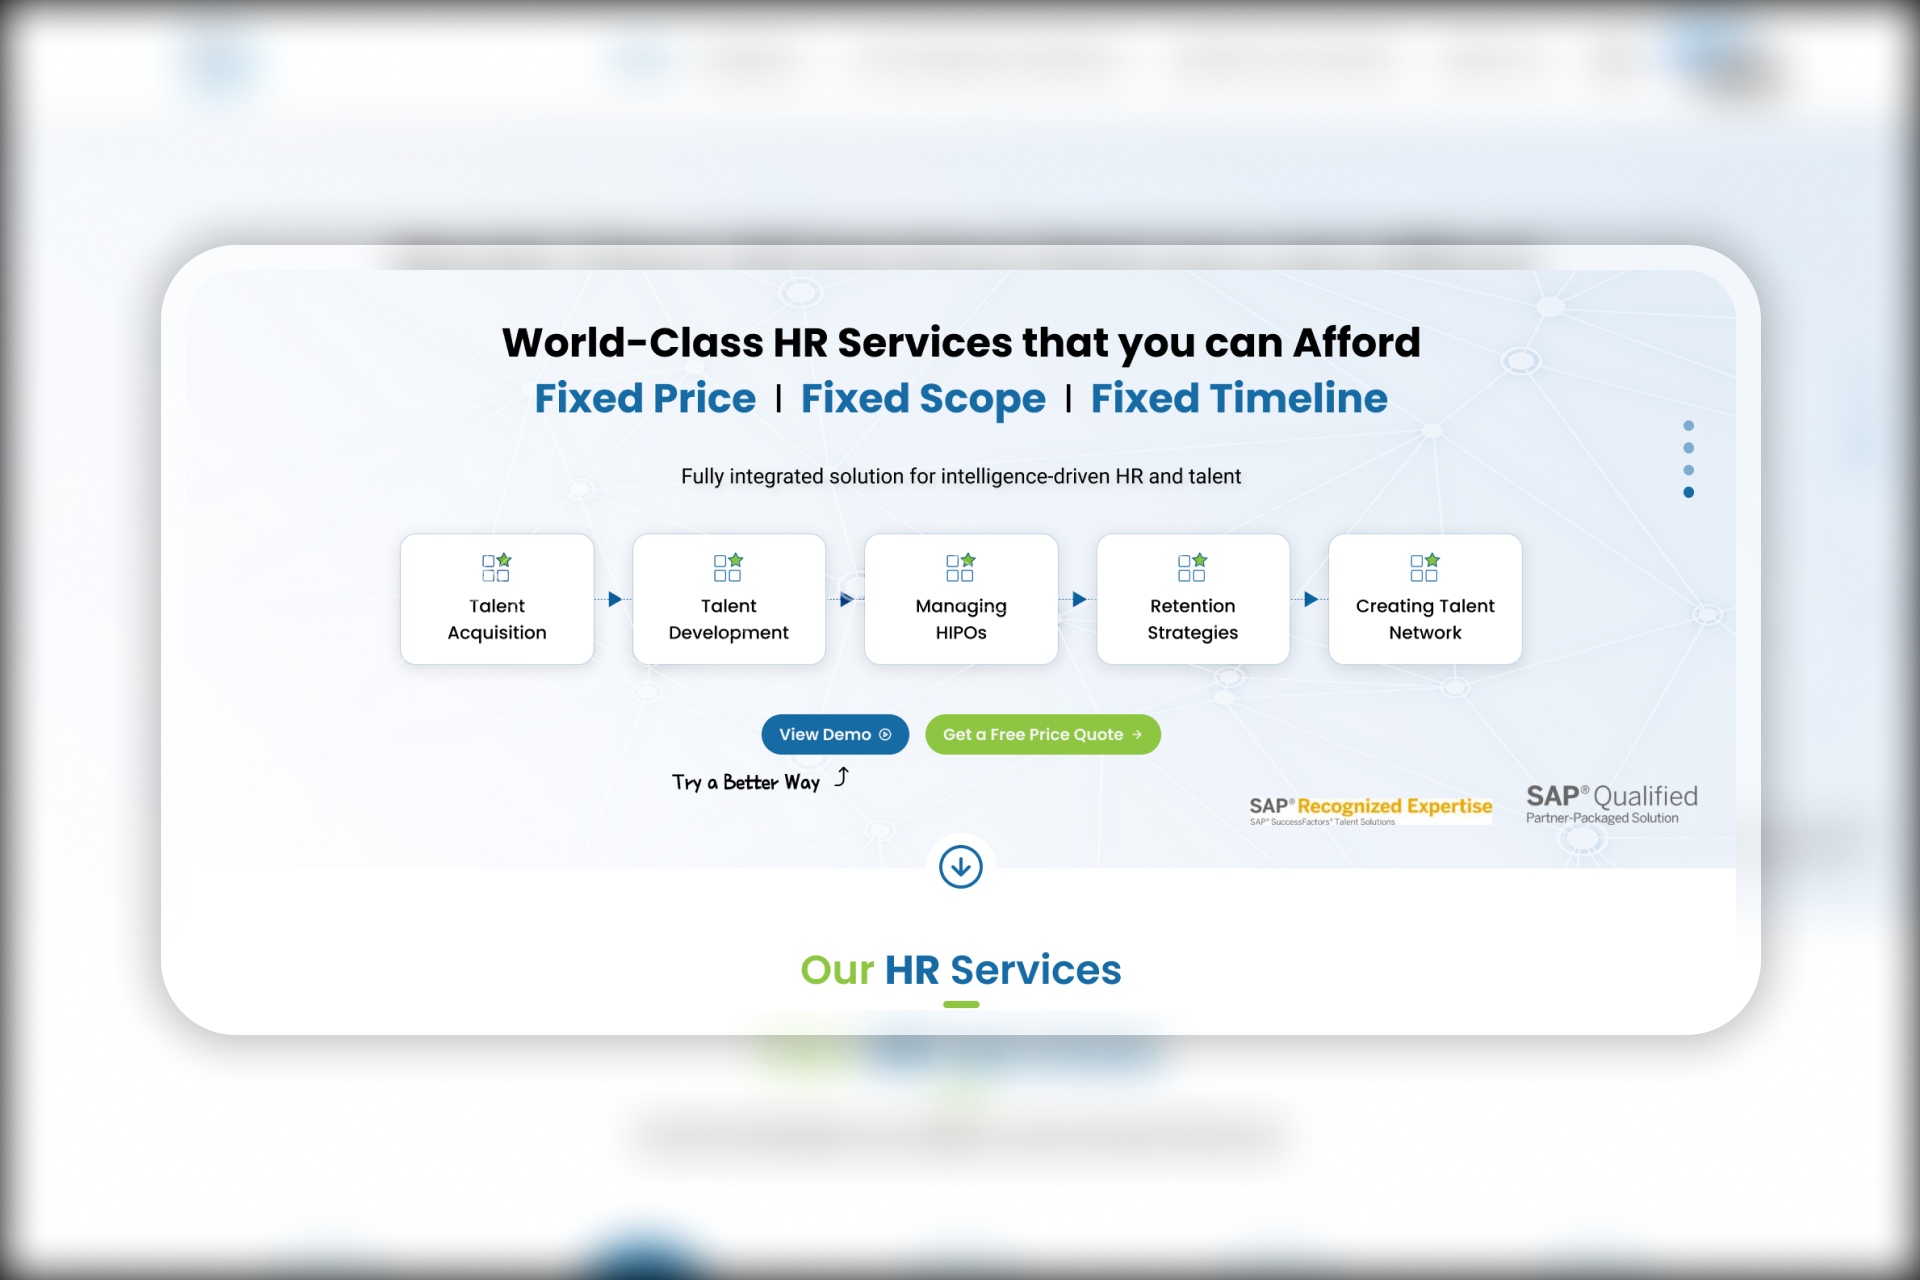 World-Class HR Services that you can Afford
Fixed Price | Fixed Scope | Fixed Timeline
Fully integrated solution for intelligence-driven HR and talent
Talent
Acquisition
Talent
Development
Managing
HIPOs
Retention
Strategies
Creating Talent
Network
View Demo
Get a Free Price Quote →
Try a Better Way
SAP® Recognized Expertise
SAP® SuccessFactors® Talent Solutions
SAP® Qualified
Partner-Packaged Solution
Our HR Services